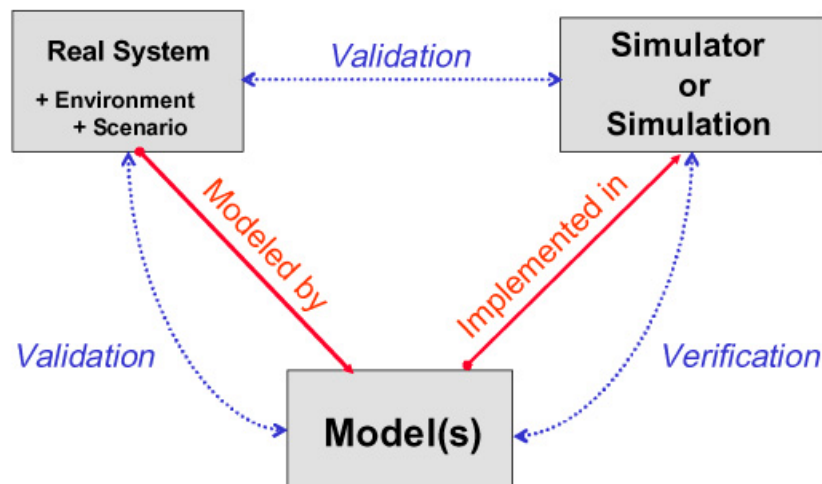 Real System
+ Environment
+ Scenario
Validation
Simulator
or
Simulation
Modeled by
Implemented in
Validation
Verification
Model(s)